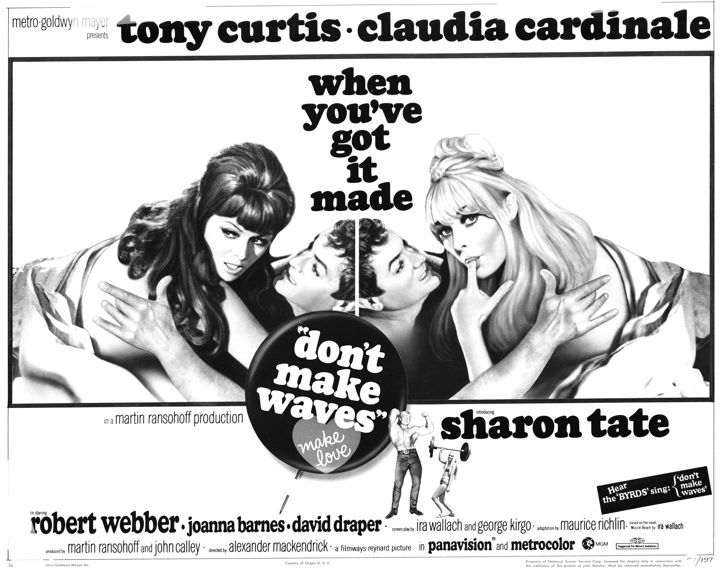 metro-goldwyn-mayer
presents
tony curtis · claudia cardinale
when
you've
got
it
made
"don't
make
waves"
make
love
in a martin ransohoff production
introducing
sharon tate
Hear
the 'BYRDS' sing:
'don't
make
waves'
co-starring
robert webber · joanna barnes · david draper ·
screen play by ira wallach and george kirgo · adaptation by maurice richlin ·
based on the novel
Muscle Beach by
ira wallach
produced by martin ransohoff and john calley · directed by alexander mackendrick · a filmways-reynard picture
in panavision® and metrocolor
MGM
Country of Origin U. S. A.